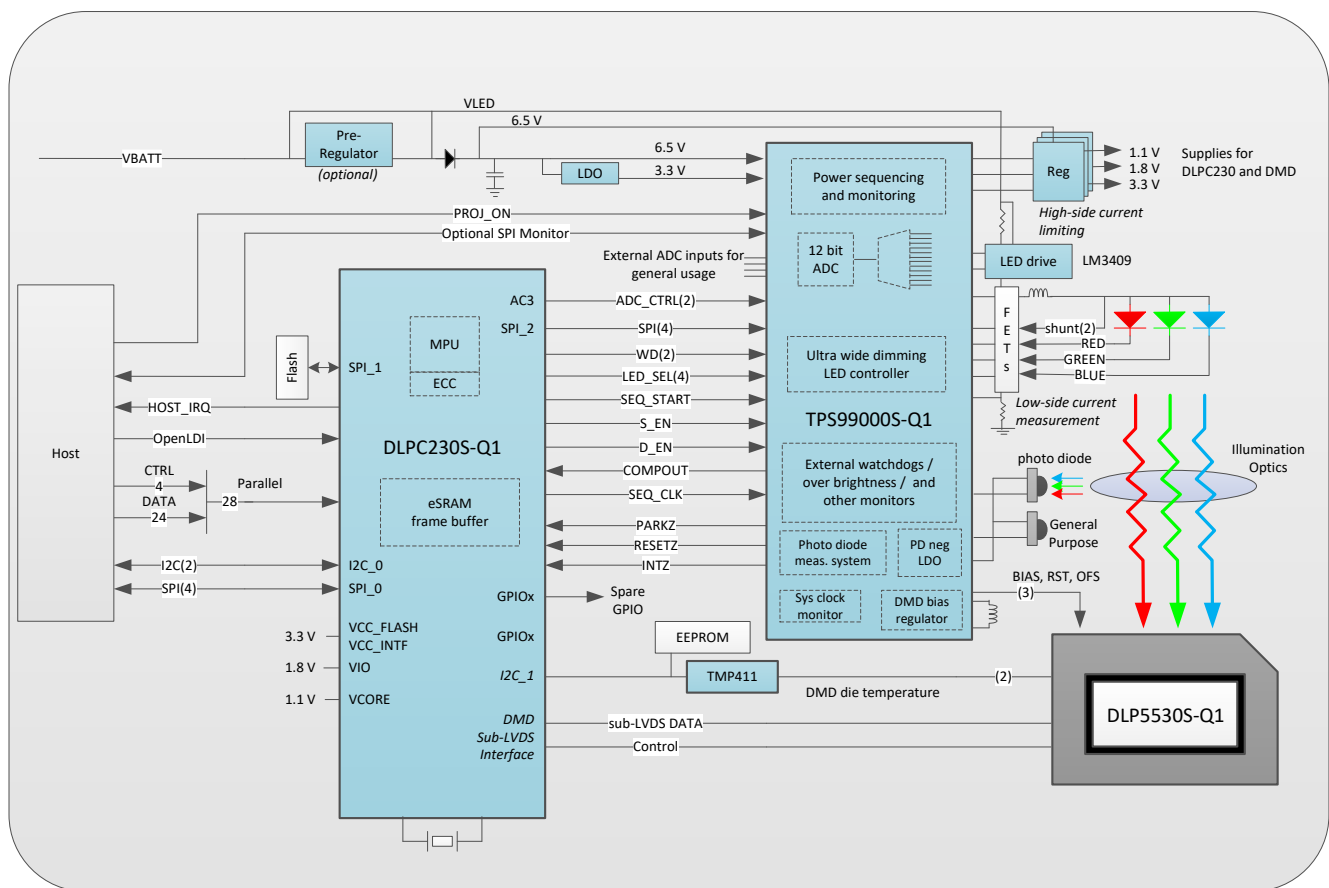 VLED
6.5 V
VBATT
Pre-
Regulator
(optional)
LDO
6.5 V
3.3 V
PROJ_ON
Optional SPI Monitor
External ADC inputs for
general usage
Power sequencing
and monitoring
12 bit
ADC
Ultra wide dimming
LED controller
TPS99000S-Q1
External watchdogs /
over brightness / and
other monitors
Photo diode
meas. system
PD neg
LDO
Sys clock
monitor
DMD bias
regulator
Reg
1.1 V
1.8 V
3.3 V
Supplies for
DLPC230 and DMD
High-side current
limiting
LED drive
LM3409
F
E
T
s
shunt(2)
RED
GREEN
BLUE
Low-side current
measurement
photo diode
Illumination
Optics
General
Purpose
BIAS, RST, OFS
(3)
Host
HOST_IRQ
OpenLDI
CTRL
4
DATA
24
28
Parallel
I2C(2)
SPI(4)
Flash
SPI_1
MPU
ECC
AC3
SPI_2
DLPC230S-Q1
eSRAM
frame buffer
I2C_0
SPI_0
GPIOx
GPIOx
I2C_1
DMD
Sub-LVDS
Interface
3.3 V
VCC_FLASH
VCC_INTF
1.8 V
VIO
1.1 V
VCORE
ADC_CTRL(2)
SPI(4)
WD(2)
LED_SEL(4)
SEQ_START
S_EN
D_EN
COMPOUT
SEQ_CLK
PARKZ
RESETZ
INTZ
Spare
GPIO
EEPROM
TMP411
DMD die temperature
(2)
sub-LVDS DATA
Control
DLP5530S-Q1